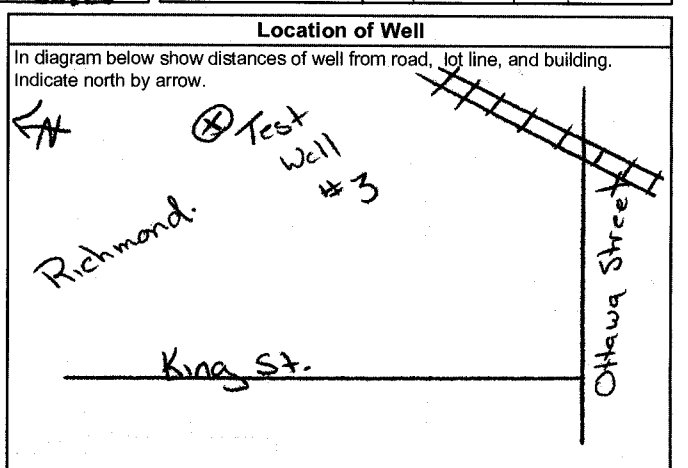 Location of Well
In diagram below show distances of well from road, lot line, and building.
Indicate north by arrow.
N
Test
Well
#3
Richmond.
King St.
Ottawa Street